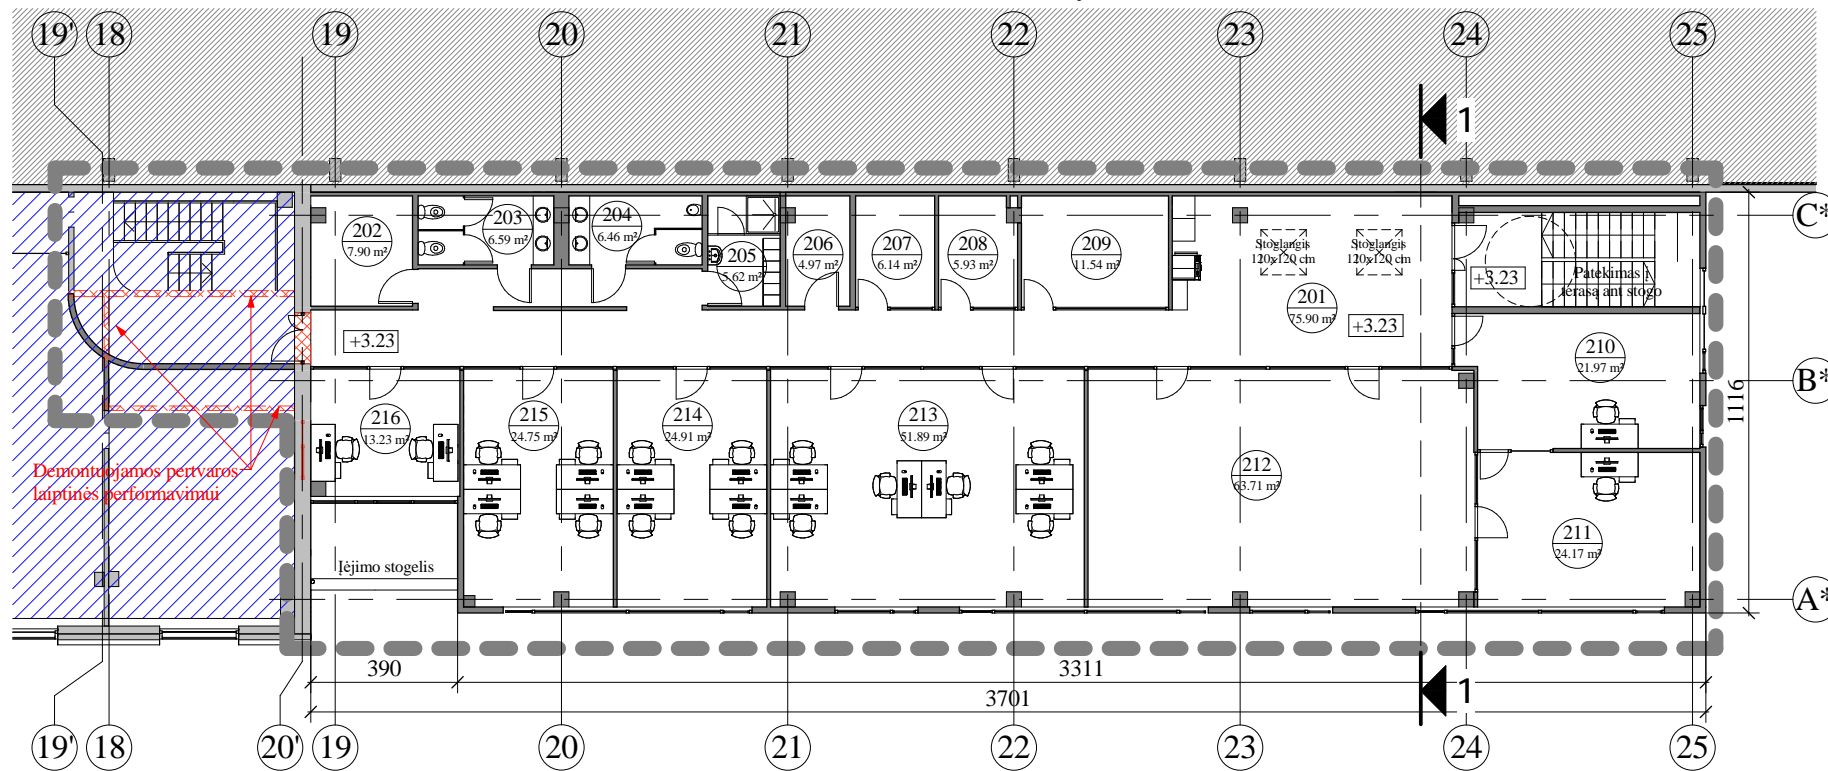 19' 18 19 20 21 22 23 24 25
1
C*
202
7.90 m²
203
6.59 m²
204
6.46 m²
205
5.62 m²
206
4.97 m²
207
6.14 m²
208
5.93 m²
209
11.54 m²
Stoglangis
120x120 cm
Stoglangis
120x120 cm
201
75.90 m²
+3.23
+3.23
+3.23
Patekimas į
terasą ant stogo
210
21.97 m²
B*
1116
216
13.23 m²
215
24.75 m²
214
24.91 m²
213
51.89 m²
212
63.71 m²
211
24.17 m²
Demontuojamos pertvaros
laiptinės performavimui
Įėjimo stogelis
A*
390
3311
3701
1
19' 18 20' 19 20 21 22 23 24 25